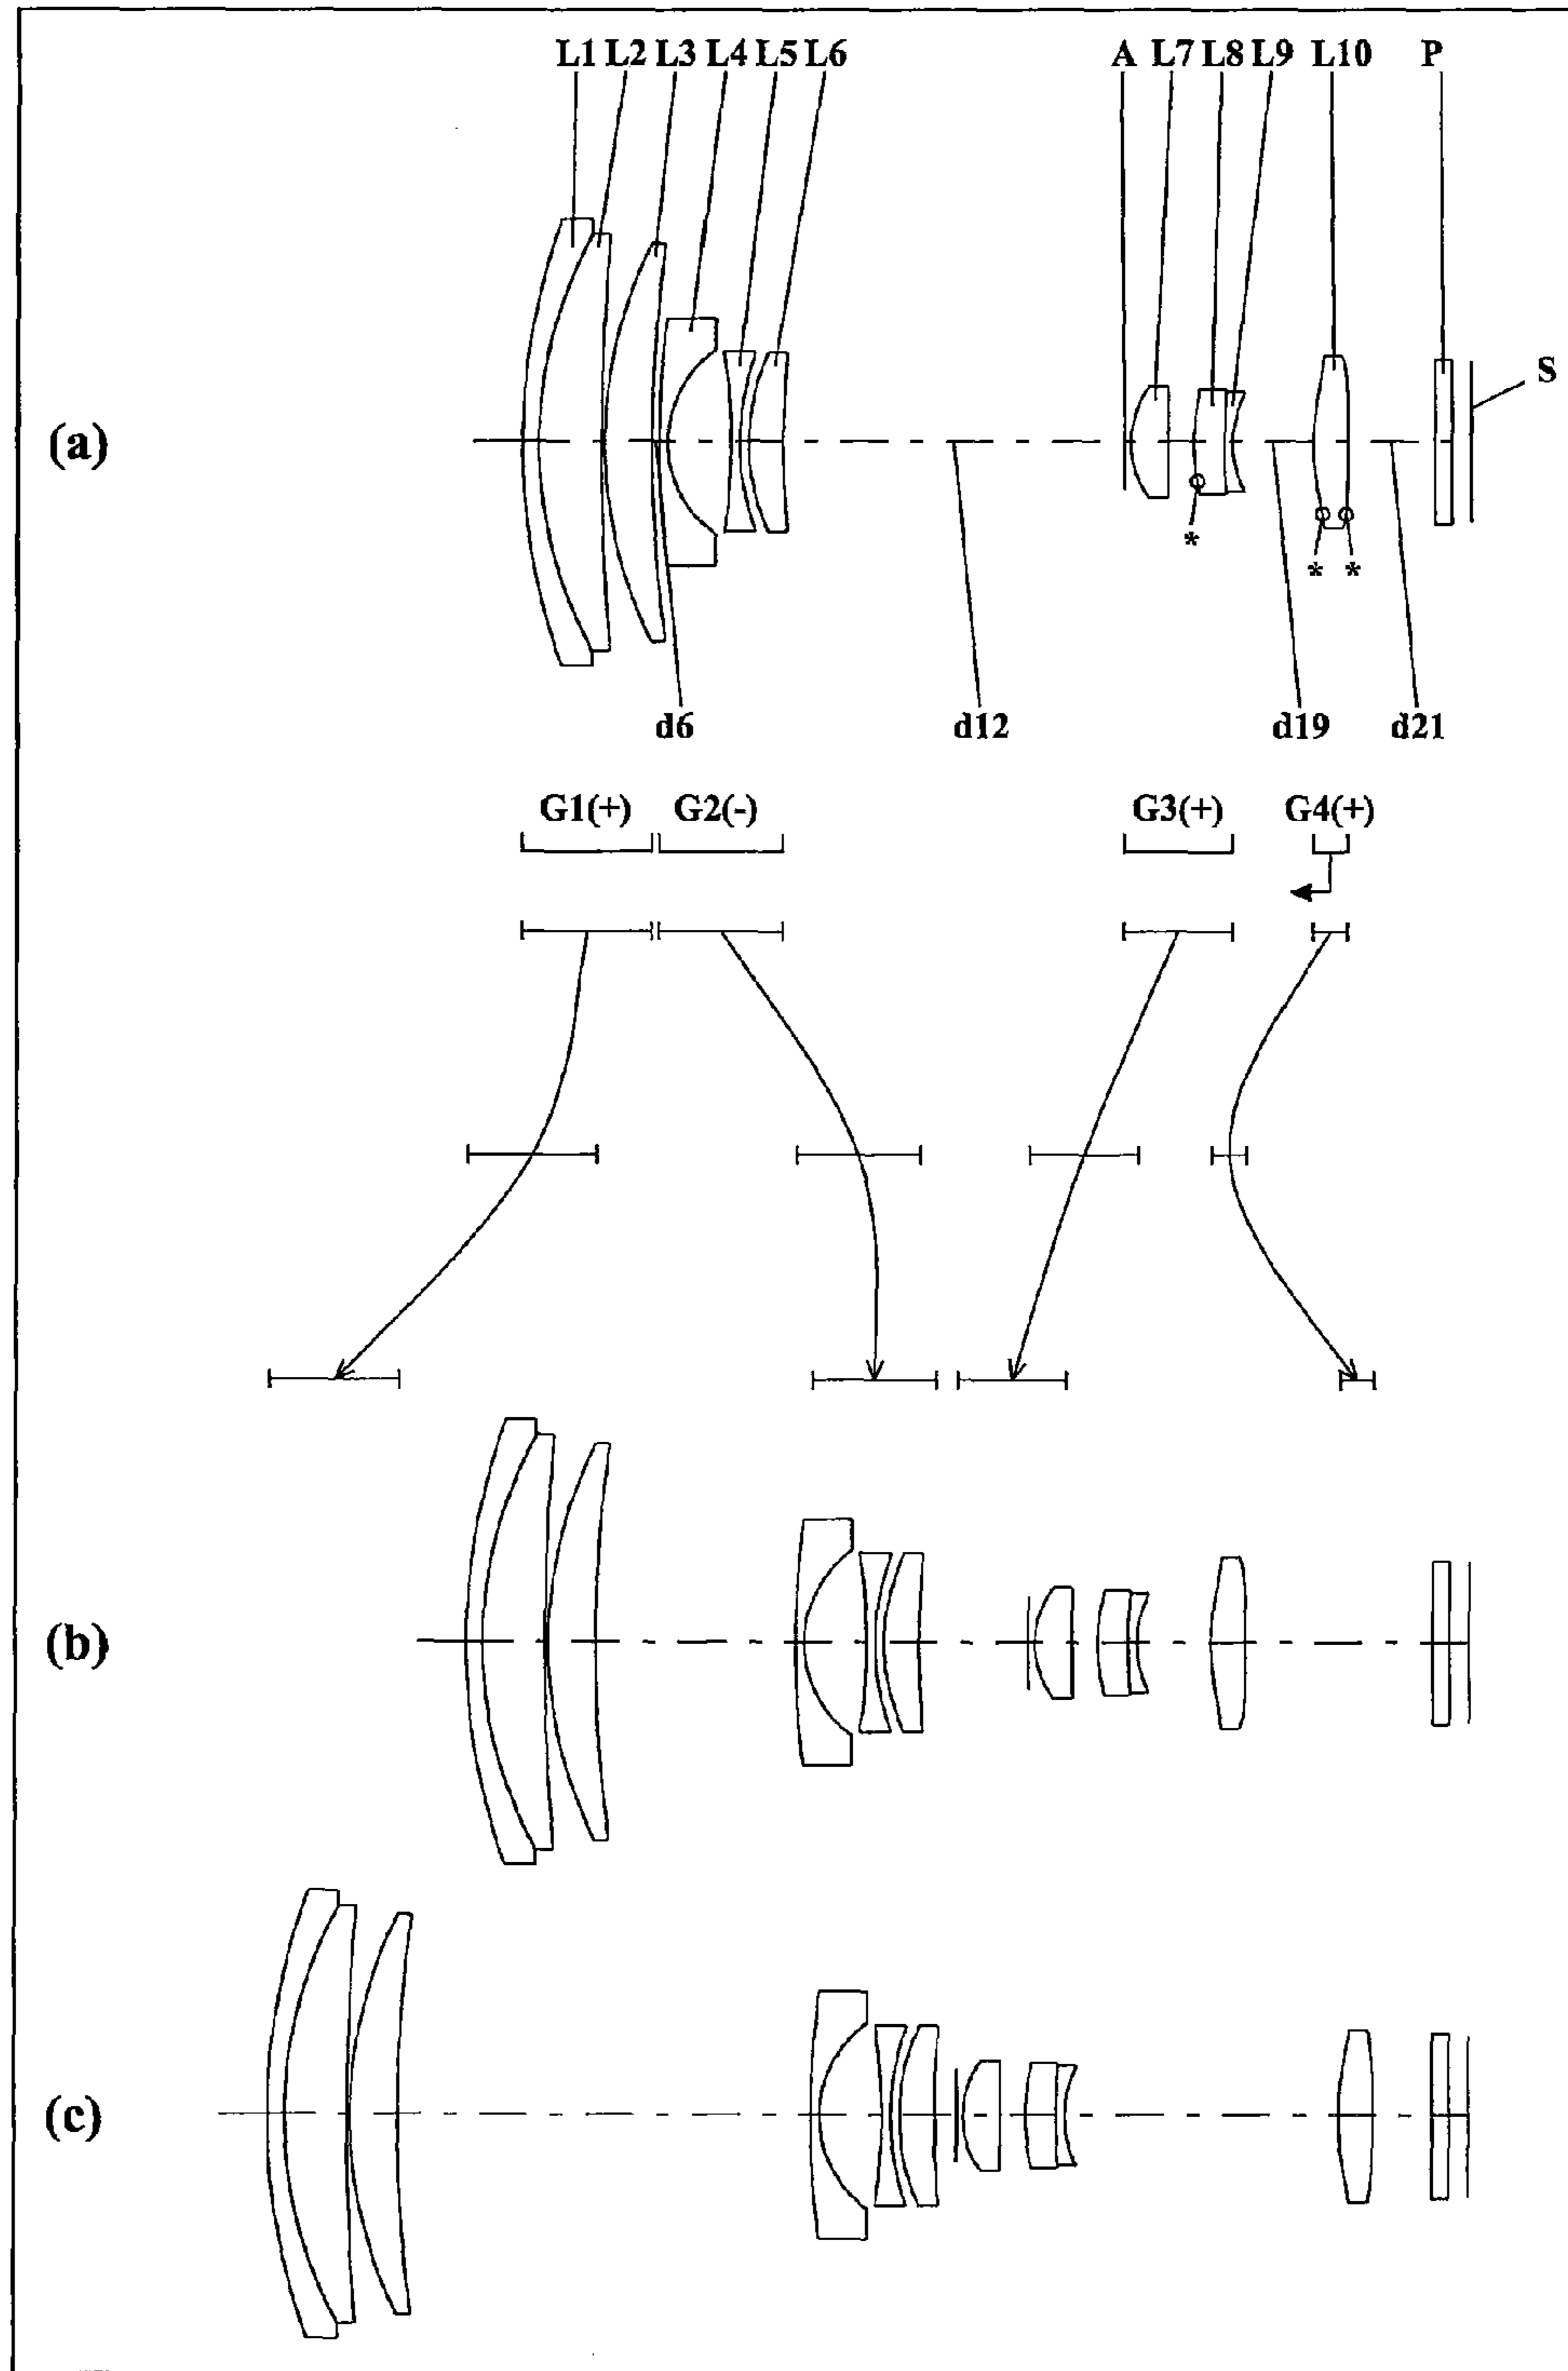 L1 L2 L3 L4 L5 L6 A L7 L8 L9 L10 P
S
(a)
*
* *
d6 d12 d19 d21
G1(+) G2(-) G3(+) G4(+)
(b)
(c)